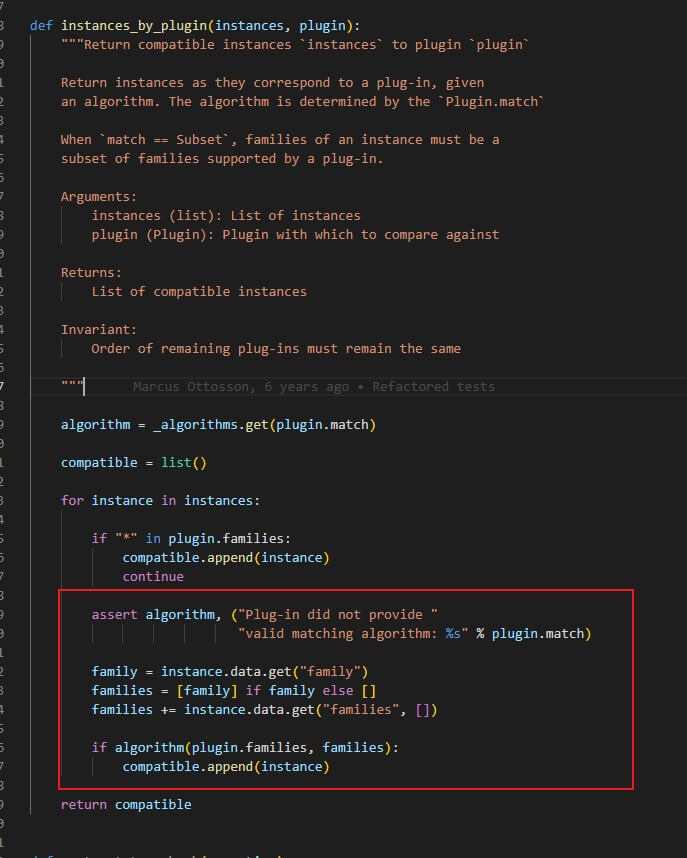 def instances_by_plugin(instances, plugin):
"""Return compatible instances `instances` to plugin `plugin`
Return instances as they correspond to a plug-in, given
an algorithm. The algorithm is determined by the `Plugin.match`
When `match == Subset`, families of an instance must be a
subset of families supported by a plug-in.
Arguments:
instances (list): List of instances
plugin (Plugin): Plugin with which to compare against
Returns:
List of compatible instances
Invariant:
Order of remaining plug-ins must remain the same
""" Marcus Ottosson, 6 years ago • Refactored tests
algorithm = _algorithms.get(plugin.match)
compatible = list()
for instance in instances:
if "*" in plugin.families:
compatible.append(instance)
continue
assert algorithm, ("Plug-in did not provide "
"valid matching algorithm: %s" % plugin.match)
family = instance.data.get("family")
families = [family] if family else []
families += instance.data.get("families", [])
if algorithm(plugin.families, families):
compatible.append(instance)
return compatible